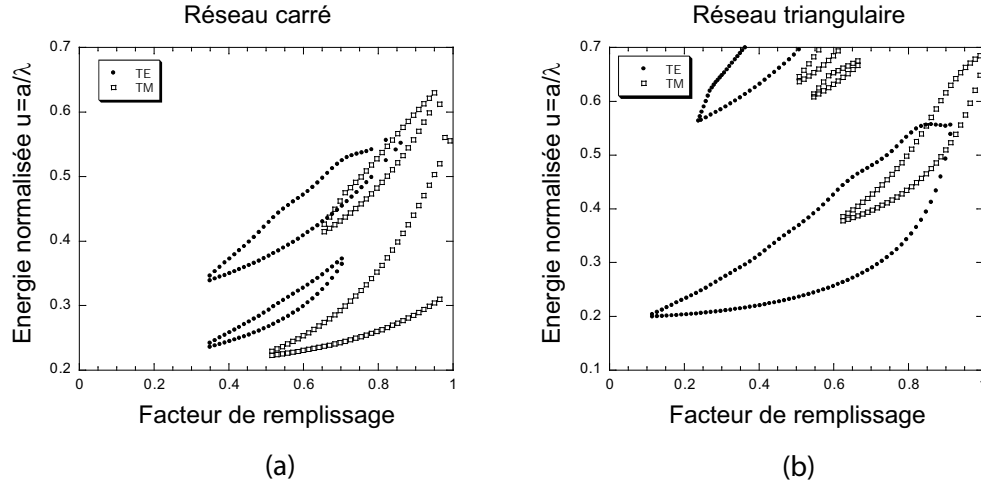 Réseau carré
Energie normalisée u=a/λ
0.7
0.6
0.5
0.4
0.3
0.2
TE
TM
0
0.2
0.4
0.6
0.8
1
Facteur de remplissage
(a)
Réseau triangulaire
Energie normalisée u=a/λ
0.7
0.6
0.5
0.4
0.3
0.2
0.1
TE
TM
0
0.2
0.4
0.6
0.8
1
Facteur de remplissage
(b)